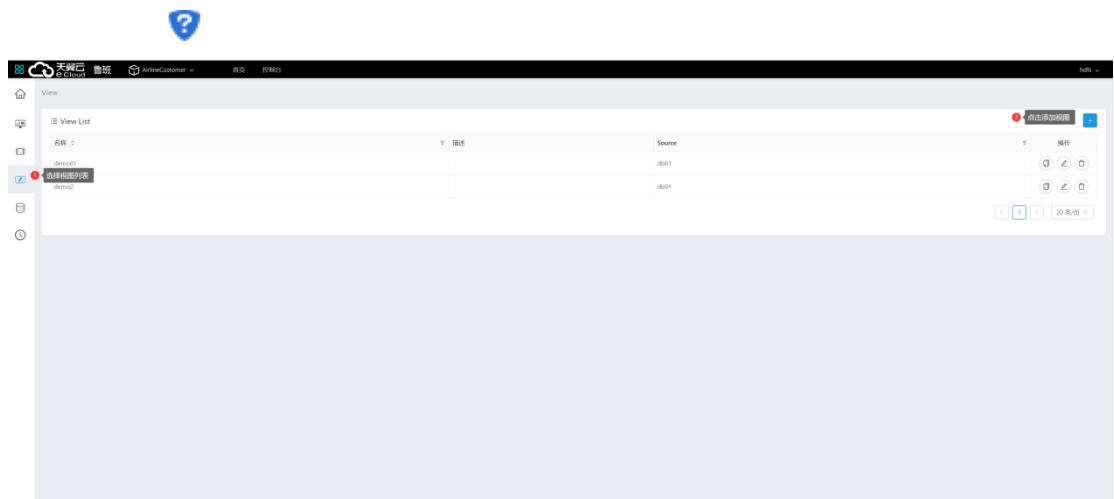 天翼云 e Cloud 鲁班 AirlineCustomer 首页 控制台 hdfs
View
View List 2 点击添加视图 +
名称 描述 Source 操作
demo01 db01
1 选择视图列表
demo2 db01
< 1 > 20 条/页